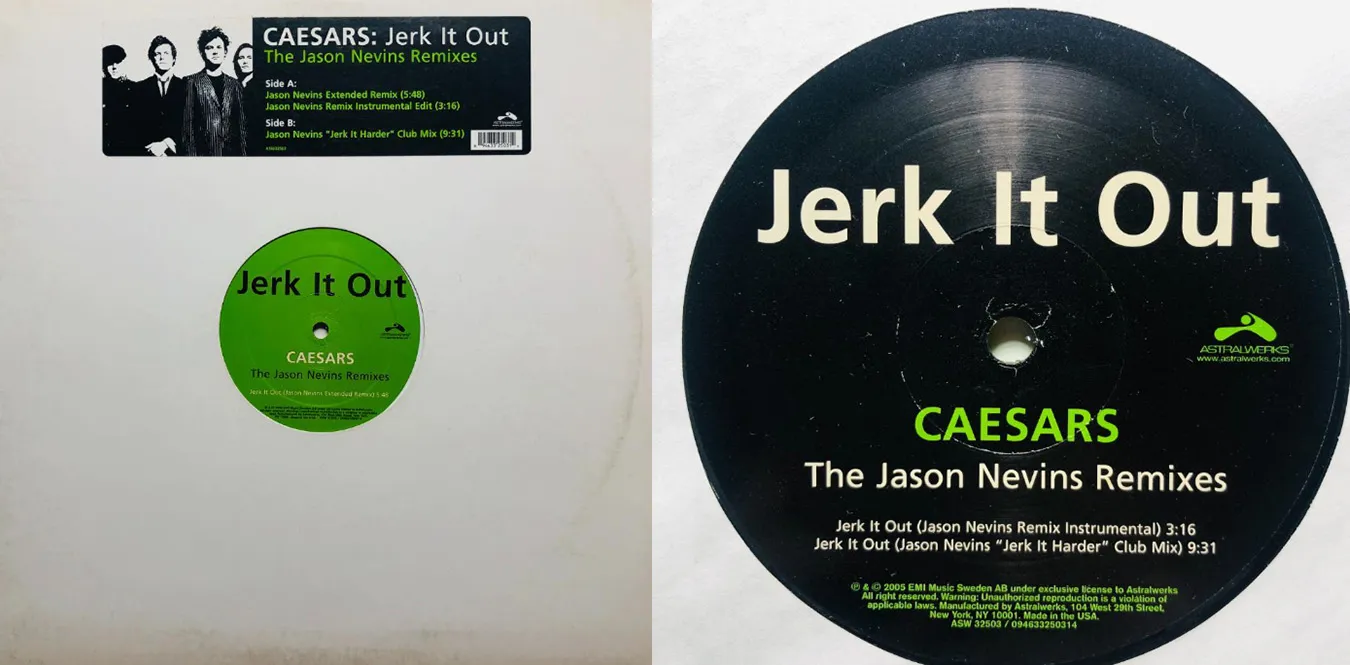 CAESARS: Jerk It Out
The Jason Nevins Remixes
Side A:
Jason Nevins Extended Remix (5:48)
Jason Nevins Remix Instrumental Edit (3:16)
Side B:
Jason Nevins "Jerk It Harder" Club Mix (9:31)
ASTRALWERKS
Jerk It Out
ASTRALWERKS
CAESARS
The Jason Nevins Remixes
Jerk It Out (Jason Nevins Extended Remix) 5:48
Jerk It Out
ASTRALWERKS
www.astralwerks.com
CAESARS
The Jason Nevins Remixes
Jerk It Out (Jason Nevins Remix Instrumental) 3:16
Jerk It Out (Jason Nevins “Jerk It Harder” Club Mix) 9:31
℗ & © 2005 EMI Music Sweden AB under exclusive license to Astralwerks
All right reserved. Warning: Unauthorized reproduction is a violation of
applicable laws. Manufactured by Astralwerks, 104 West 29th Street,
New York, NY 10001. Made in the USA.
ASW 32503 / 094633250314